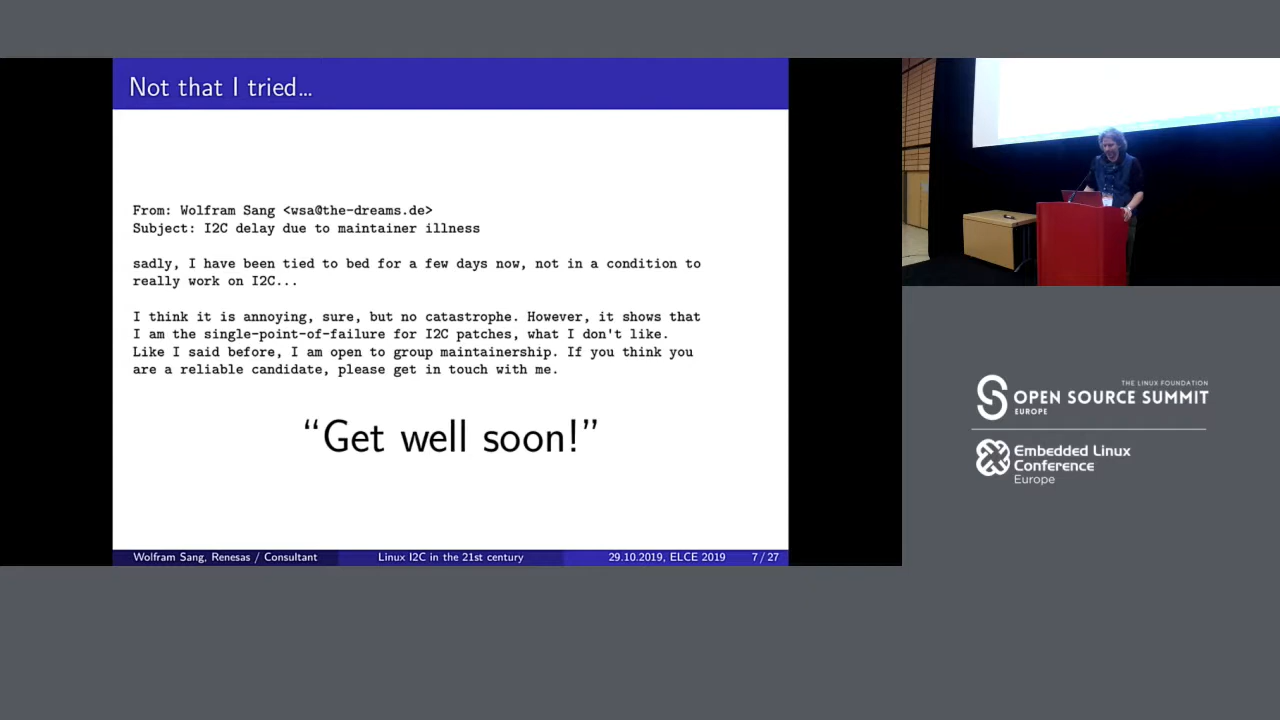 Not that I tried...
From: Wolfram Sang <wsa@the-dreams.de>
Subject: I2C delay due to maintainer illness
sadly, I have been tied to bed for a few days now, not in a condition to
really work on I2C...
I think it is annoying, sure, but no catastrophe. However, it shows that
I am the single-point-of-failure for I2C patches, what I don't like.
Like I said before, I am open to group maintainership. If you think you
are a reliable candidate, please get in touch with me.
“Get well soon!”
Wolfram Sang, Renesas / Consultant
Linux I2C in the 21st century
29.10.2019, ELCE 2019
7 / 27
THE LINUX FOUNDATION
OPEN SOURCE SUMMIT
EUROPE
Embedded Linux
Conference
Europe